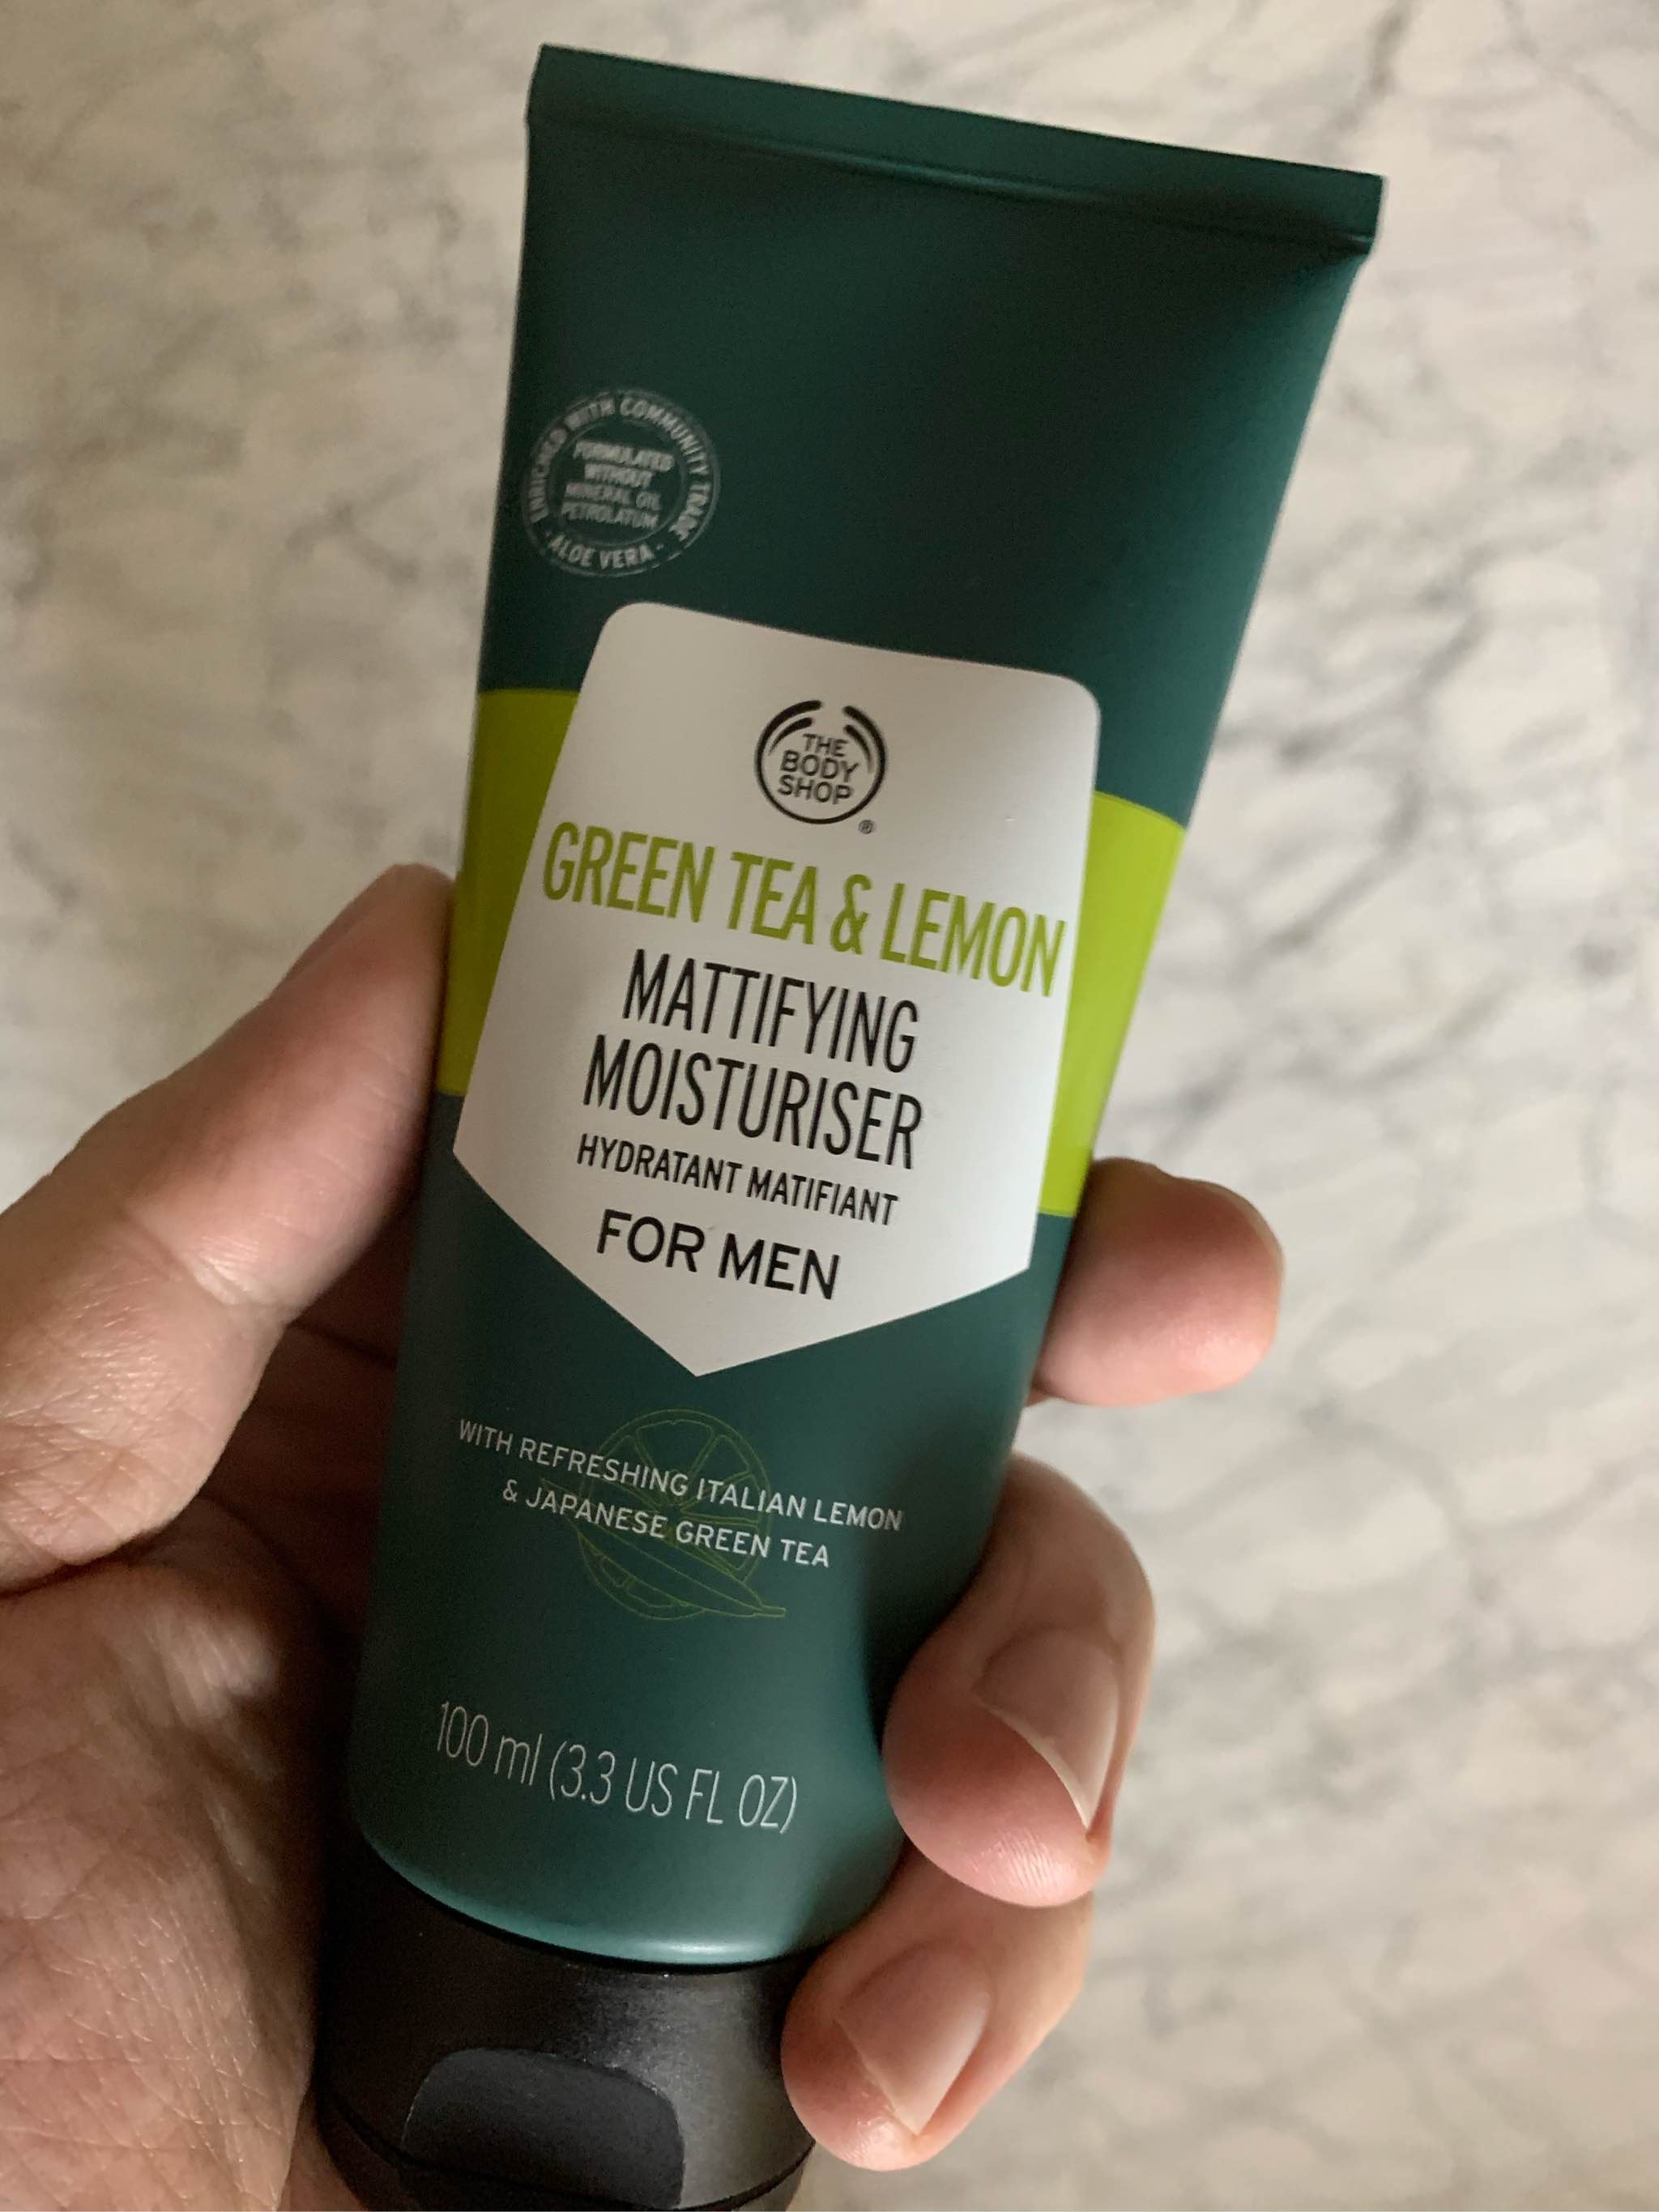 ENRICHED WITH COMMUNITY TRADE
• ALOE VERA •
FORMULATED
WITHOUT
MINERAL OIL
PETROLATUM
THE
BODY
SHOP
®
GREEN TEA & LEMON
MATTIFYING
MOISTURISER
HYDRATANT MATIFIANT
FOR MEN
WITH REFRESHING ITALIAN LEMON
& JAPANESE GREEN TEA
100 ml (3.3 US FL OZ)